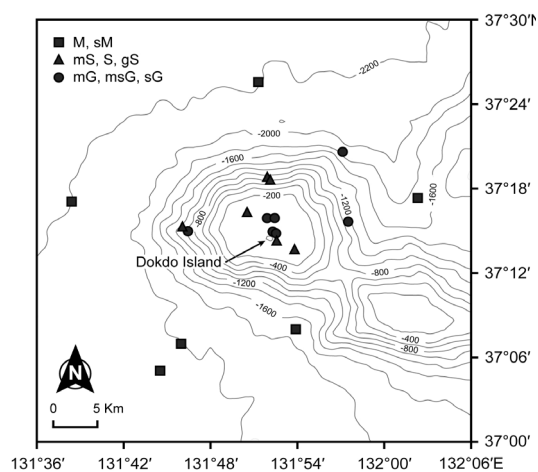 M, sM
mS, S, gS
mG, msG, sG
37°30'N
-2200
37°24'
-2000
-1600
37°18'
-1600
-200
-1200
-800
Dokdo Island
-400
-800
37°12'
-1200
-1600
-400
-800
37°06'
N
0 5 Km
37°00'
131°36' 131°42' 131°48' 131°54' 132°00' 132°06'E